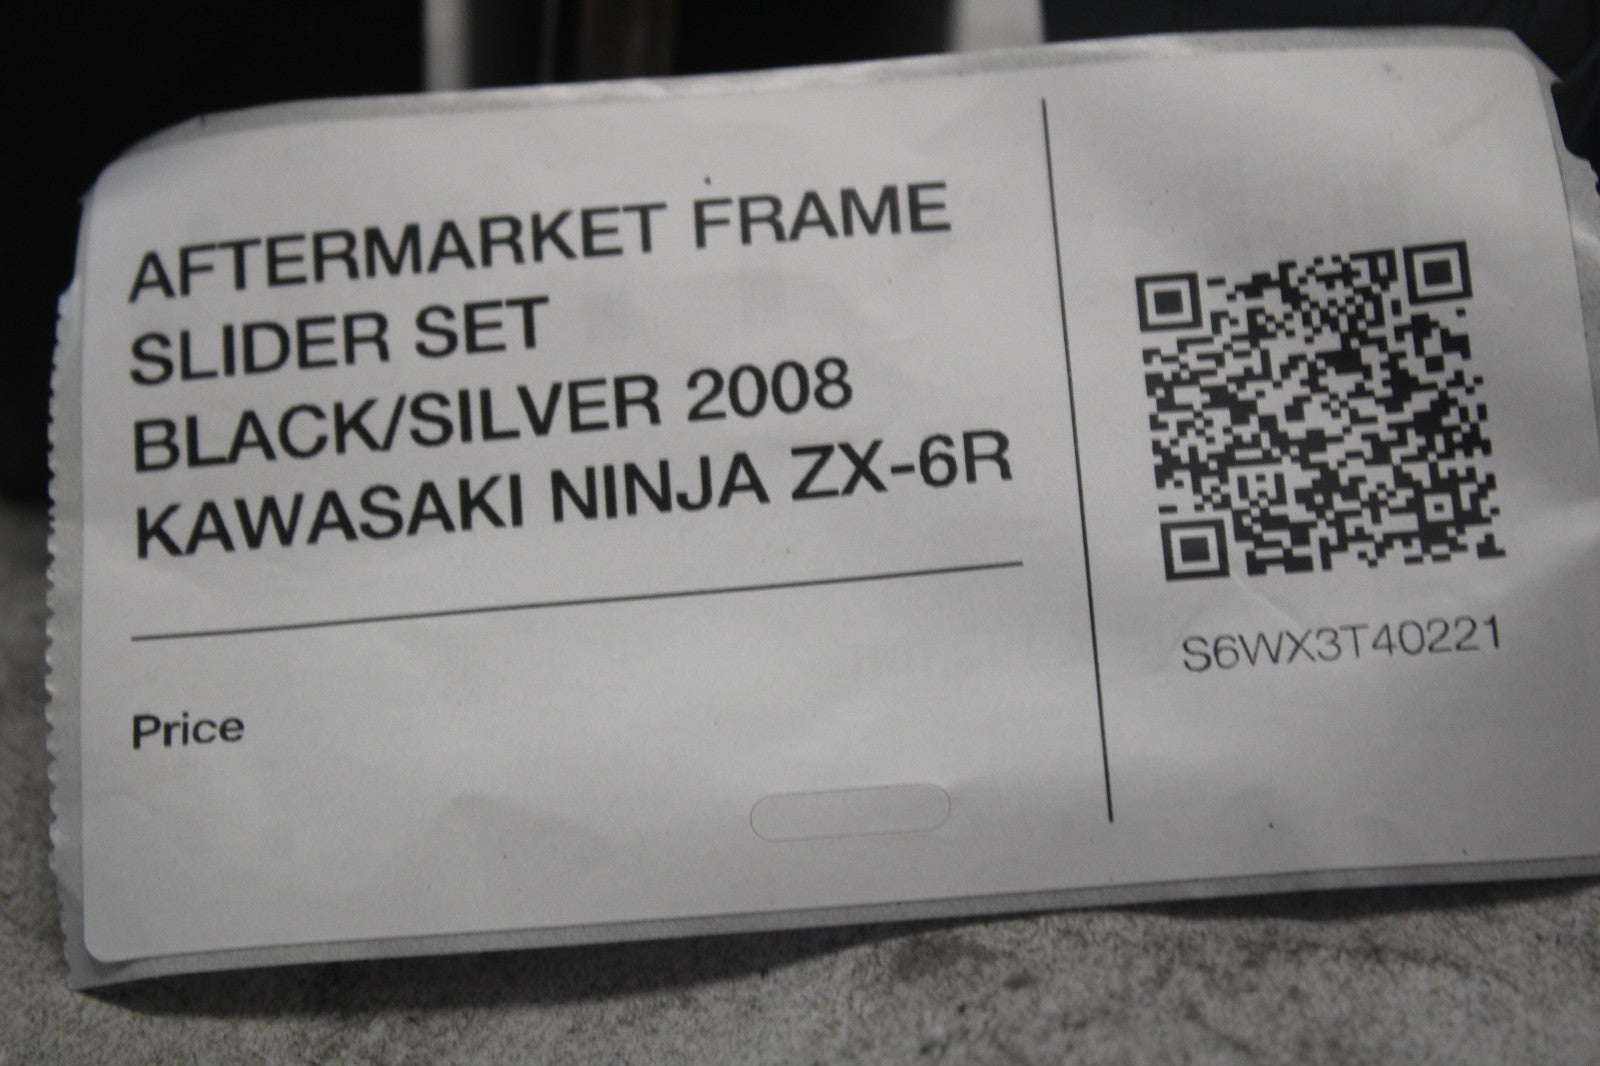 AFTERMARKET FRAME
SLIDER SET
BLACK/SILVER 2008
KAWASAKI NINJA ZX-6R
Price
S6WX3T40221